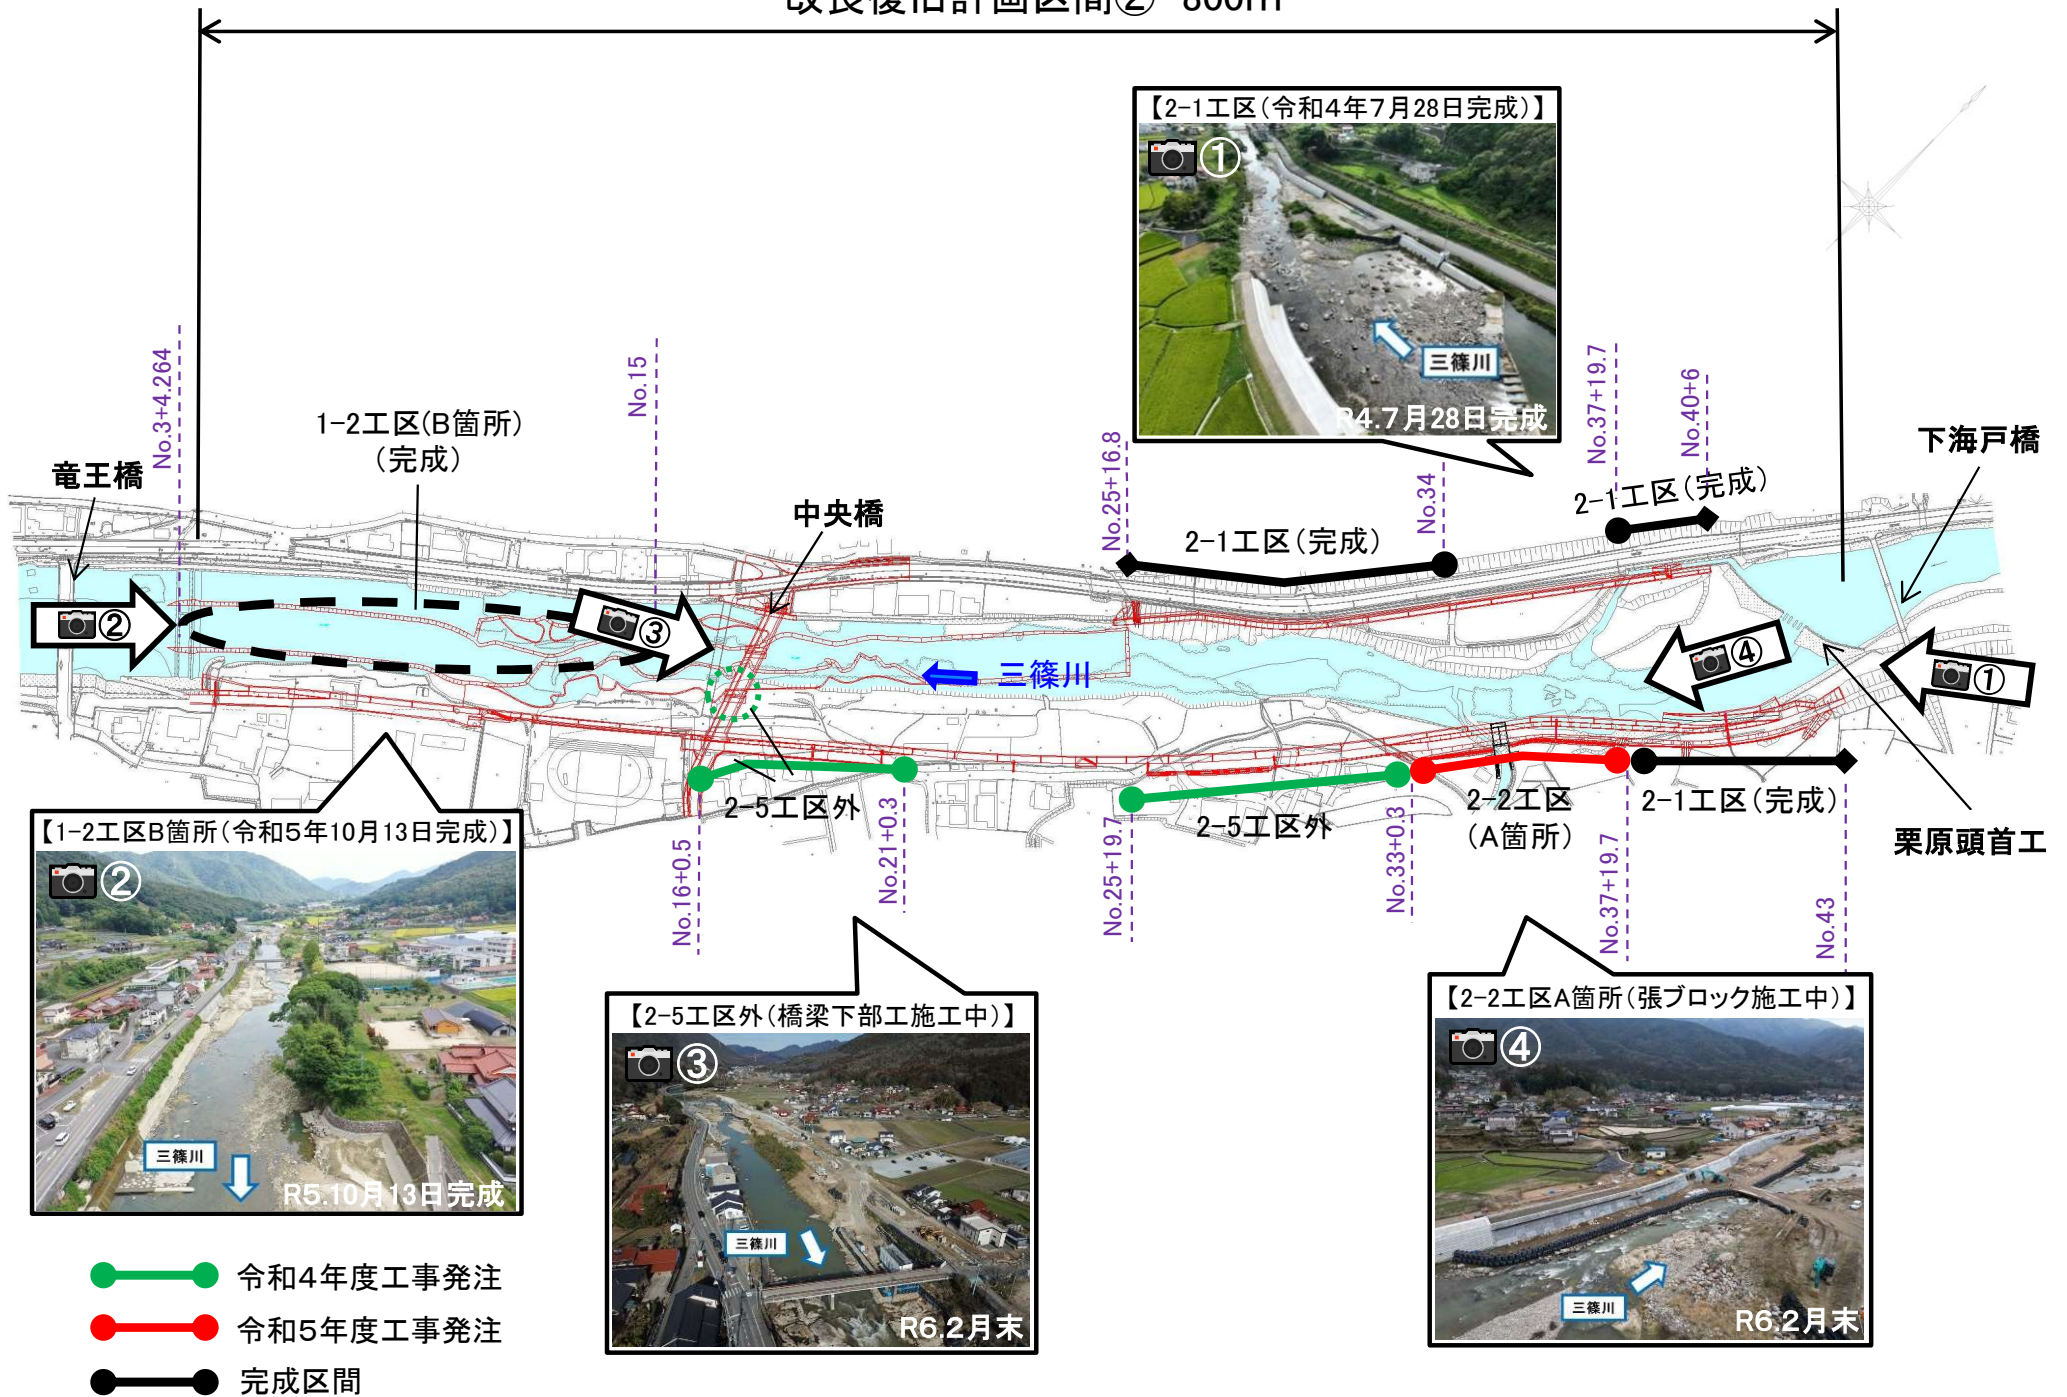 改良復旧計画区間② 800m
【2-1工区(令和4年7月28日完成)】
①
三篠川
R4.7月28日完成
No.3+4.264
No.15
No.25+16.8
No.34
No.37+19.7
No.40+6
1-2工区(B箇所)
(完成)
竜王橋
中央橋
2-1工区(完成)
2-1工区(完成)
下海戸橋
②
③
④
①
三篠川
2-5工区外
2-5工区外
2-2工区
(A箇所)
2-1工区(完成)
栗原頭首工
No.16+0.5
No.21+0.3
No.25+19.7
No.33+0.3
No.37+19.7
No.43
【1-2工区B箇所(令和5年10月13日完成)】
②
三篠川
R5.10月13日完成
【2-5工区外(橋梁下部工施工中)】
③
三篠川
R6.2月末
【2-2工区A箇所(張ブロック施工中)】
④
三篠川
R6.2月末
令和4年度工事発注
令和5年度工事発注
完成区間